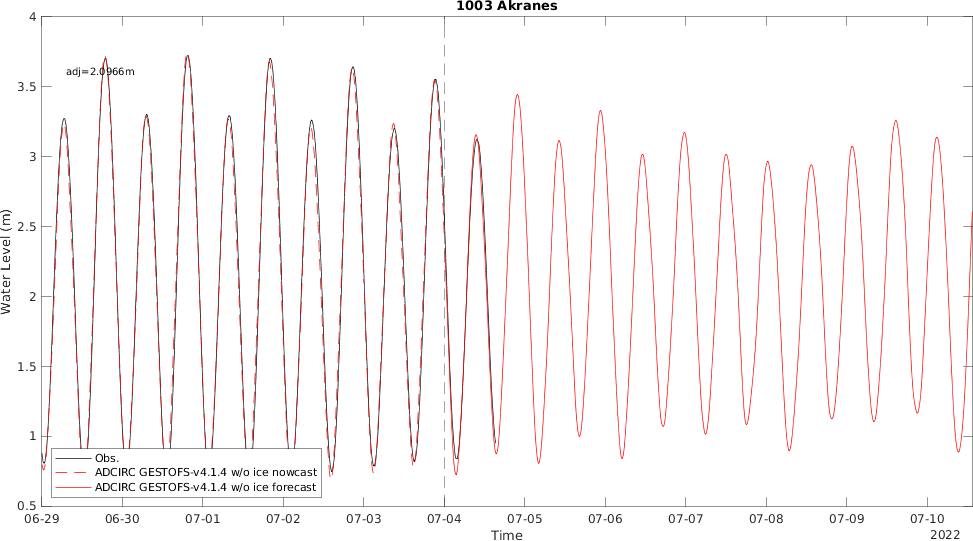 1003 Akranes
4
3.5
3
2.5
2
1.5
1
0.5
Water Level (m)
adj=2.0966m
Obs.
ADCIRC GESTOFS-v4.1.4 w/o ice nowcast
ADCIRC GESTOFS-v4.1.4 w/o ice forecast
06-29 06-30 07-01 07-02 07-03 07-04 07-05 07-06 07-07 07-08 07-09 07-10
2022
Time